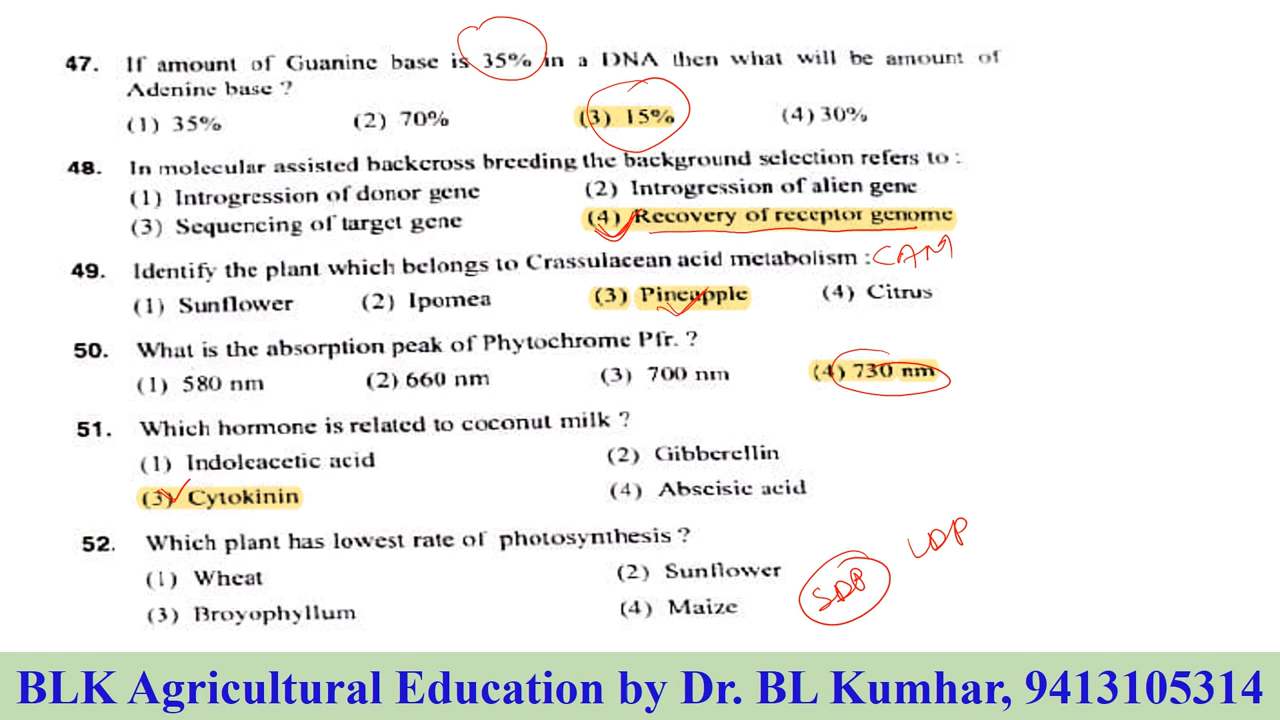 47. If amount of Guanine base is 35% in a DNA then what will be amount of
Adenine base ?
(1) 35% (2) 70% (3) 15% (4) 30%
48. In molecular assisted backcross breeding the background selection refers to :
(1) Introgression of donor gene (2) Introgression of alien gene
(3) Sequencing of target gene (4) Recovery of receptor genome
49. Identify the plant which belongs to Crassulacean acid metabolism : CAM
(1) Sunflower (2) Ipomea (3) Pineapple (4) Citrus
50. What is the absorption peak of Phytochrome Pfr. ?
(1) 580 nm (2) 660 nm (3) 700 nm (4) 730 nm
51. Which hormone is related to coconut milk ?
(1) Indoleacetic acid (2) Gibberellin
(3) Cytokinin (4) Abscisic acid
52. Which plant has lowest rate of photosynthesis ?
(1) Wheat (2) Sunflower
(3) Broyophyllum (4) Maize
SDP LDP
BLK Agricultural Education by Dr. BL Kumhar, 9413105314